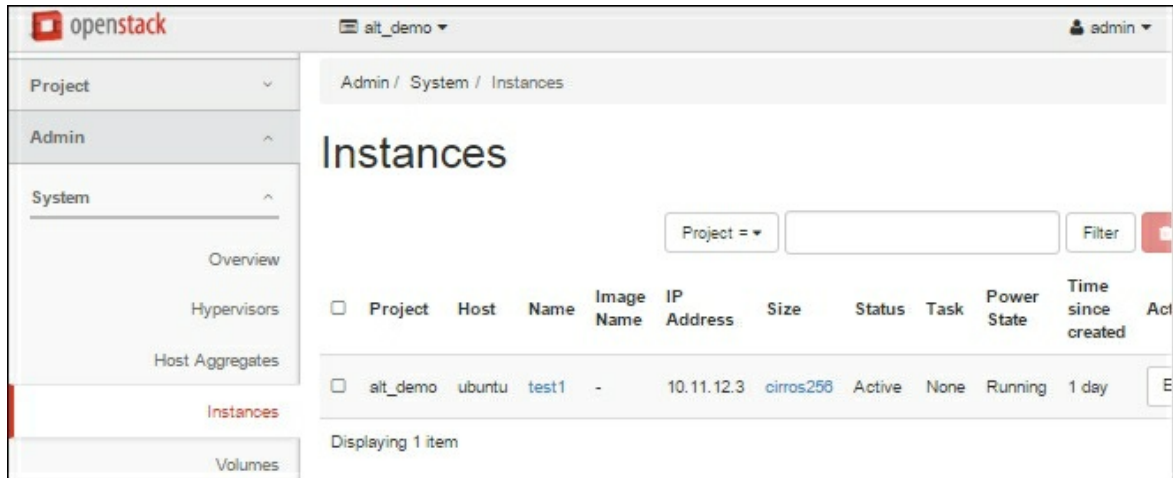 openstack
alt_demo
admin
Project
Admin / System / Instances
Admin
Instances
System
Project =
Filter
Overview
Hypervisors
Host Aggregates
Instances
Volumes
Project Host Name Image Name IP Address Size Status Task Power State Time since created
alt_demo ubuntu test1 - 10.11.12.3 cirros256 Active None Running 1 day
Displaying 1 item